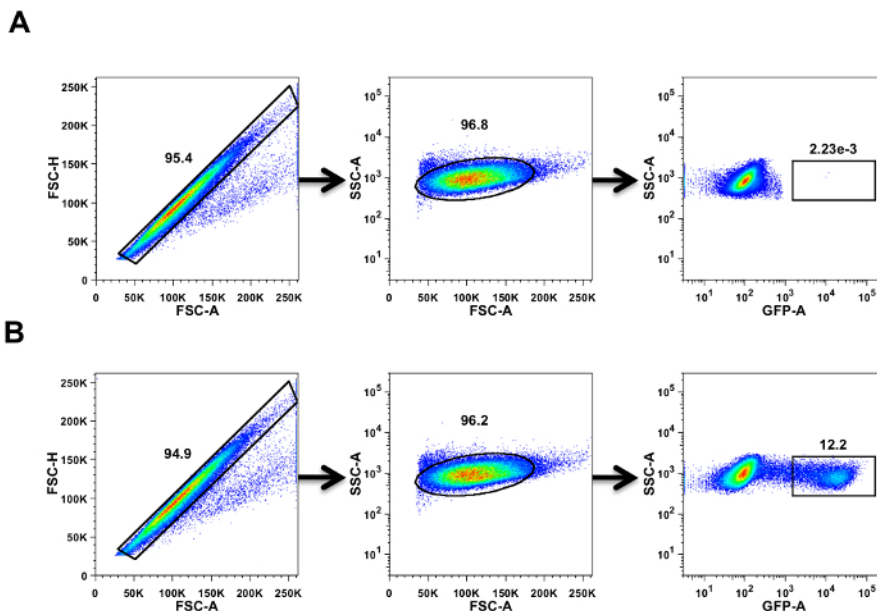 A
250K
200K
150K
100K
50K
0
FSC-H
95.4
0 50K 100K 150K 200K 250K
FSC-A
10^5
10^4
10^3
10^2
10^1
SSC-A
96.8
0 50K 100K 150K 200K 250K
FSC-A
10^5
10^4
10^3
10^2
10^1
SSC-A
2.23e-3
10^1 10^2 10^3 10^4 10^5
GFP-A
B
250K
200K
150K
100K
50K
0
FSC-H
94.9
0 50K 100K 150K 200K 250K
FSC-A
10^5
10^4
10^3
10^2
10^1
SSC-A
96.2
0 50K 100K 150K 200K 250K
FSC-A
10^5
10^4
10^3
10^2
10^1
SSC-A
12.2
10^1 10^2 10^3 10^4 10^5
GFP-A